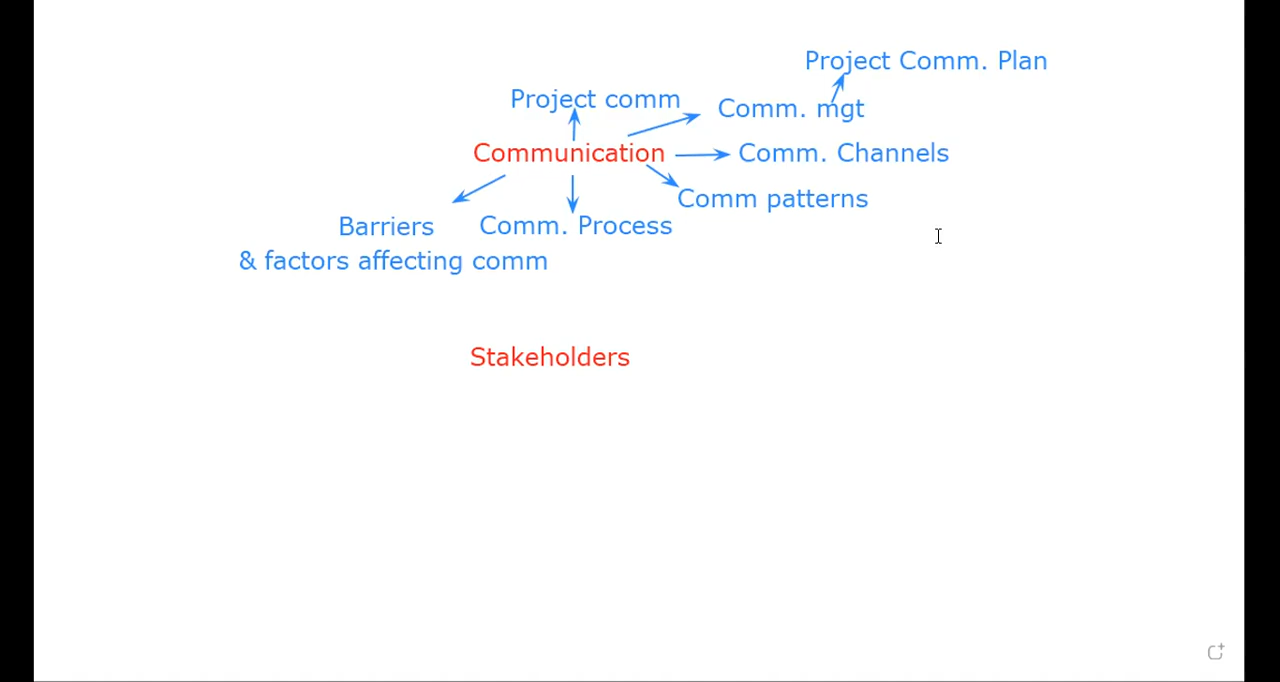 Project Comm. Plan
Project comm
Comm. mgt
Communication
Comm. Channels
Comm patterns
Barriers
Comm. Process
& factors affecting comm
Stakeholders